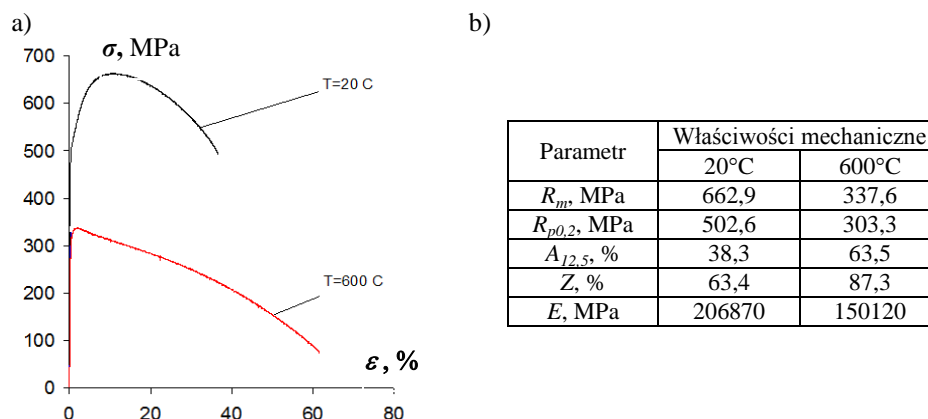 a)
b)
σ, MPa
700
600
500
400
300
200
100
0
0 20 40 60 80
T=20 C
T=600 C
ε, %
Parametr Właściwości mechaniczne
20°C 600°C
Rm, MPa 662,9 337,6
Rp0,2, MPa 502,6 303,3
A12,5, % 38,3 63,5
Z, % 63,4 87,3
E, MPa 206870 150120